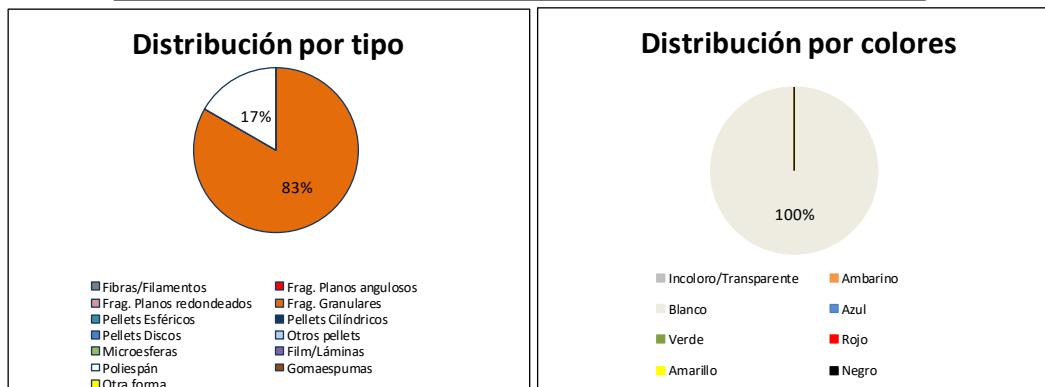 Distribución por tipo
17%
83%
Fibras/Filamentos
Frag. Planos angulosos
Frag. Planos redondeados
Frag. Granulares
Pellets Esféricos
Pellets Cilíndricos
Pellets Discos
Otros pellets
Microesferas
Film/Láminas
Poliespán
Gomaespumas
Otra forma
Distribución por colores
100%
Incoloro/Transparente
Ambarino
Blanco
Azul
Verde
Rojo
Amarillo
Negro